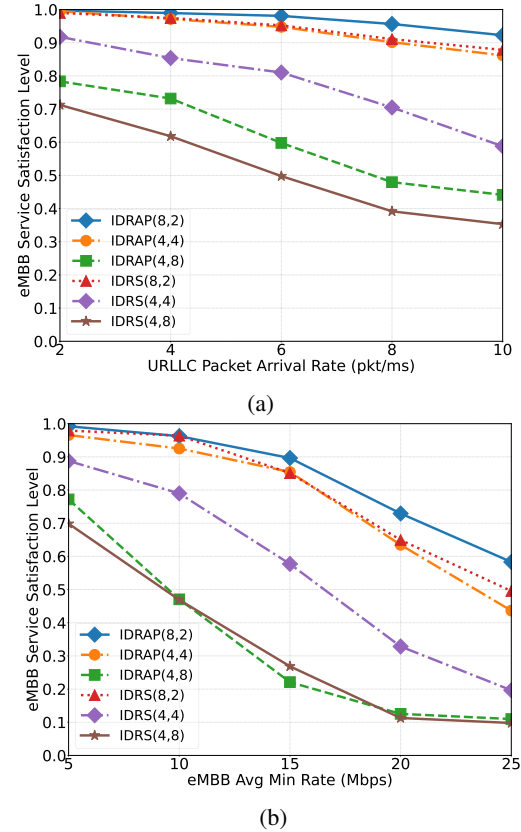 1.0
0.9
0.8
0.7
0.6
0.5
0.4
0.3
0.2
0.1
0.0
eMBB Service Satisfaction Level
IDRAP(8,2)
IDRAP(4,4)
IDRAP(4,8)
IDRS(8,2)
IDRS(4,4)
IDRS(4,8)
2 4 6 8 10
URLLC Packet Arrival Rate (pkt/ms)
(a)
1.0
0.9
0.8
0.7
0.6
0.5
0.4
0.3
0.2
0.1
0.0
eMBB Service Satisfaction Level
IDRAP(8,2)
IDRAP(4,4)
IDRAP(4,8)
IDRS(8,2)
IDRS(4,4)
IDRS(4,8)
5 10 15 20 25
eMBB Avg Min Rate (Mbps)
(b)